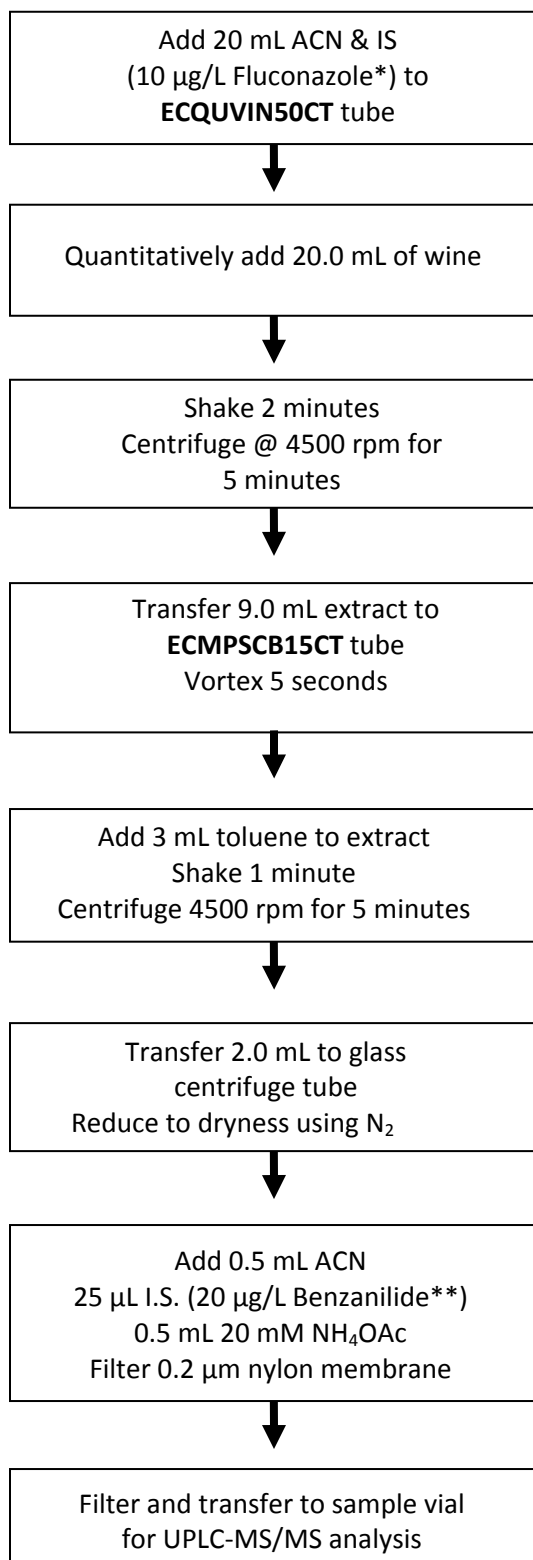 Add 20 mL ACN & IS
(10 µg/L Fluconazole*) to
ECQUVIN50CT tube
Quantitatively add 20.0 mL of wine
Shake 2 minutes
Centrifuge @ 4500 rpm for
5 minutes
Transfer 9.0 mL extract to
ECMPSCB15CT tube
Vortex 5 seconds
Add 3 mL toluene to extract
Shake 1 minute
Centrifuge 4500 rpm for 5 minutes
Transfer 2.0 mL to glass
centrifuge tube
Reduce to dryness using N₂
Add 0.5 mL ACN
25 µL I.S. (20 µg/L Benzanilide**)
0.5 mL 20 mM NH₄OAc
Filter 0.2 µm nylon membrane
Filter and transfer to sample vial
for UPLC-MS/MS analysis